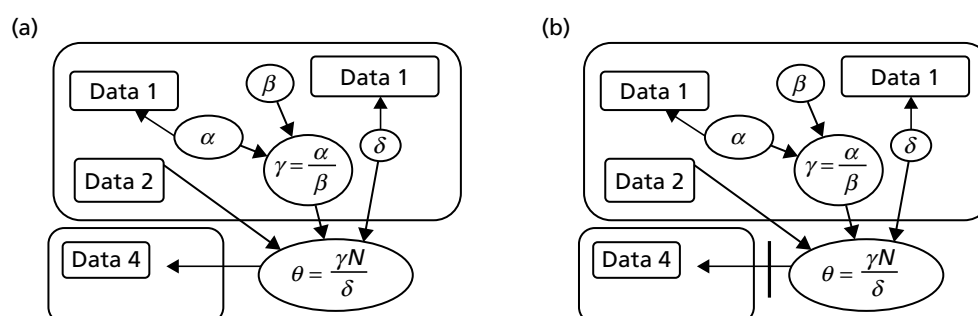 (a)
(b)
Data 1
β
Data 1
α
δ
γ = α/β
Data 2
Data 4
θ = γN/δ
Data 1
β
Data 1
α
δ
γ = α/β
Data 2
Data 4
θ = γN/δ